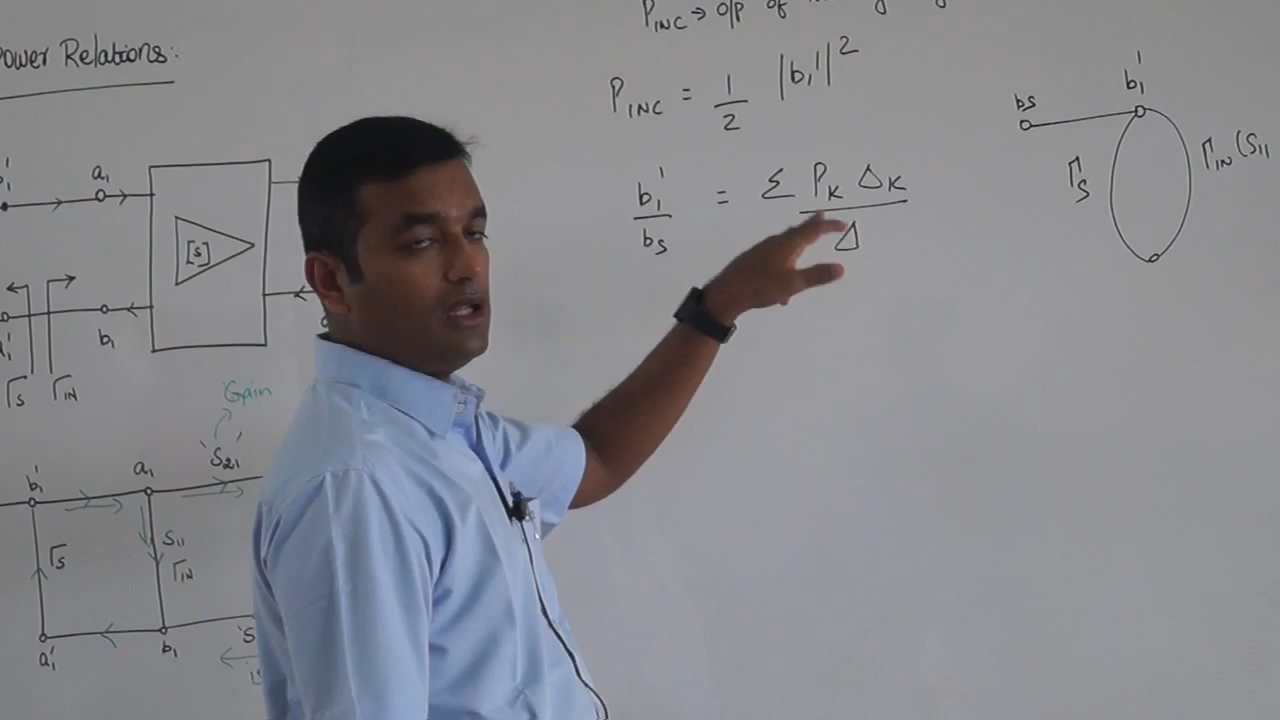 Power Relations:
b₁'
a₁
[s]
a₁'
b₁
Γs
Γ_IN
Gain
'S₂₁'
b₁'
a₁
Γs
S₁₁
Γ_IN
a₁'
b₁
P_INC → o/p of
P_INC = 1/2 |b₁'|²
b₁'/bs = Σ P_K Δ_K / Δ
bs
b₁'
Γs
Γ_IN (S₁₁